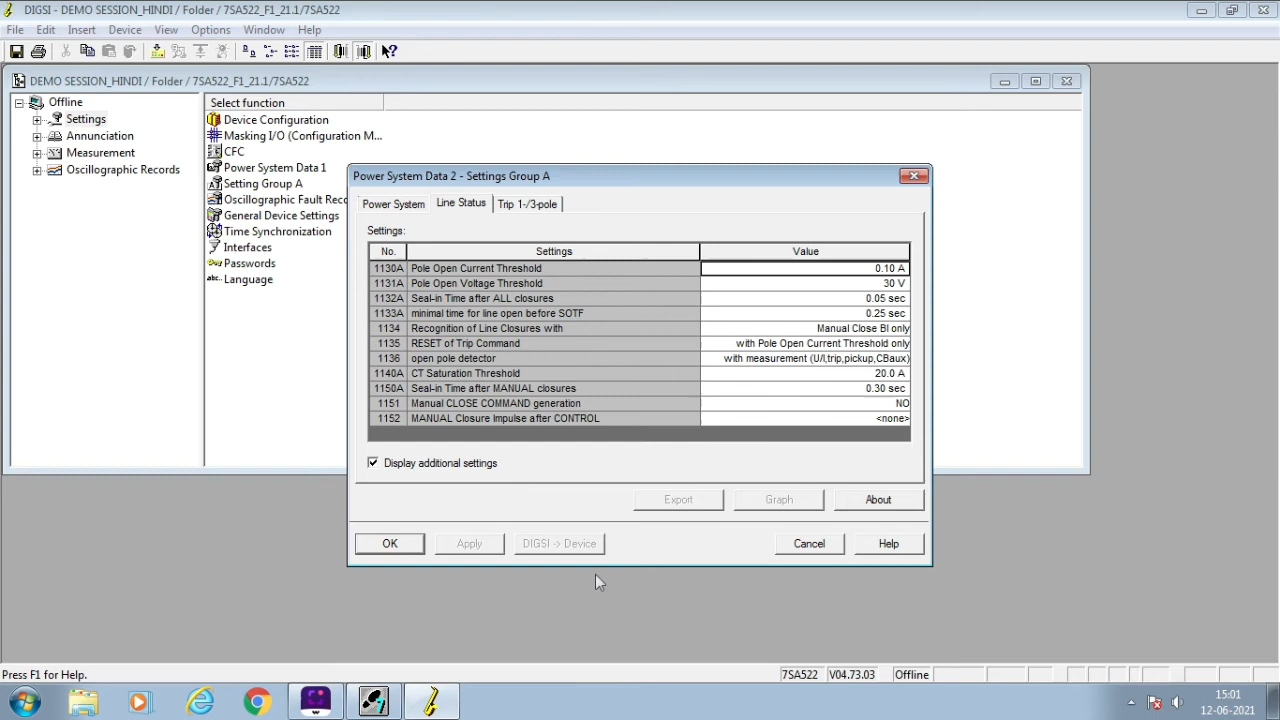 DIGSI - DEMO SESSION_HINDI / Folder / 7SA522_F1_21.1/7SA522
File Edit Insert Device View Options Window Help
DEMO SESSION_HINDI / Folder / 7SA522_F1_21.1/7SA522
Offline
Settings
Annunciation
Measurement
Oscillographic Records
Select function
Device Configuration
Masking I/O (Configuration M...
CFC
Power System Data 1
Setting Group A
Oscillographic Fault Reco
General Device Settings
Time Synchronization
Interfaces
Passwords
Language
Power System Data 2 - Settings Group A
Power System Line Status Trip 1-/3-pole
Settings:
No. Settings Value
1130A Pole Open Current Threshold 0.10 A
1131A Pole Open Voltage Threshold 30 V
1132A Seal-in Time after ALL closures 0.05 sec
1133A minimal time for line open before SOTF 0.25 sec
1134 Recognition of Line Closures with Manual Close BI only
1135 RESET of Trip Command with Pole Open Current Threshold only
1136 open pole detector with measurement (U/I,trip,pickup,CBaux)
1140A CT Saturation Threshold 20.0 A
1150A Seal-in Time after MANUAL closures 0.30 sec
1151 Manual CLOSE COMMAND generation NO
1152 MANUAL Closure Impulse after CONTROL <none>
Display additional settings
Export Graph About
OK Apply DIGSI -> Device Cancel Help
Press F1 for Help. 7SA522 V04.73.03 Offline
15:01
12-06-2021